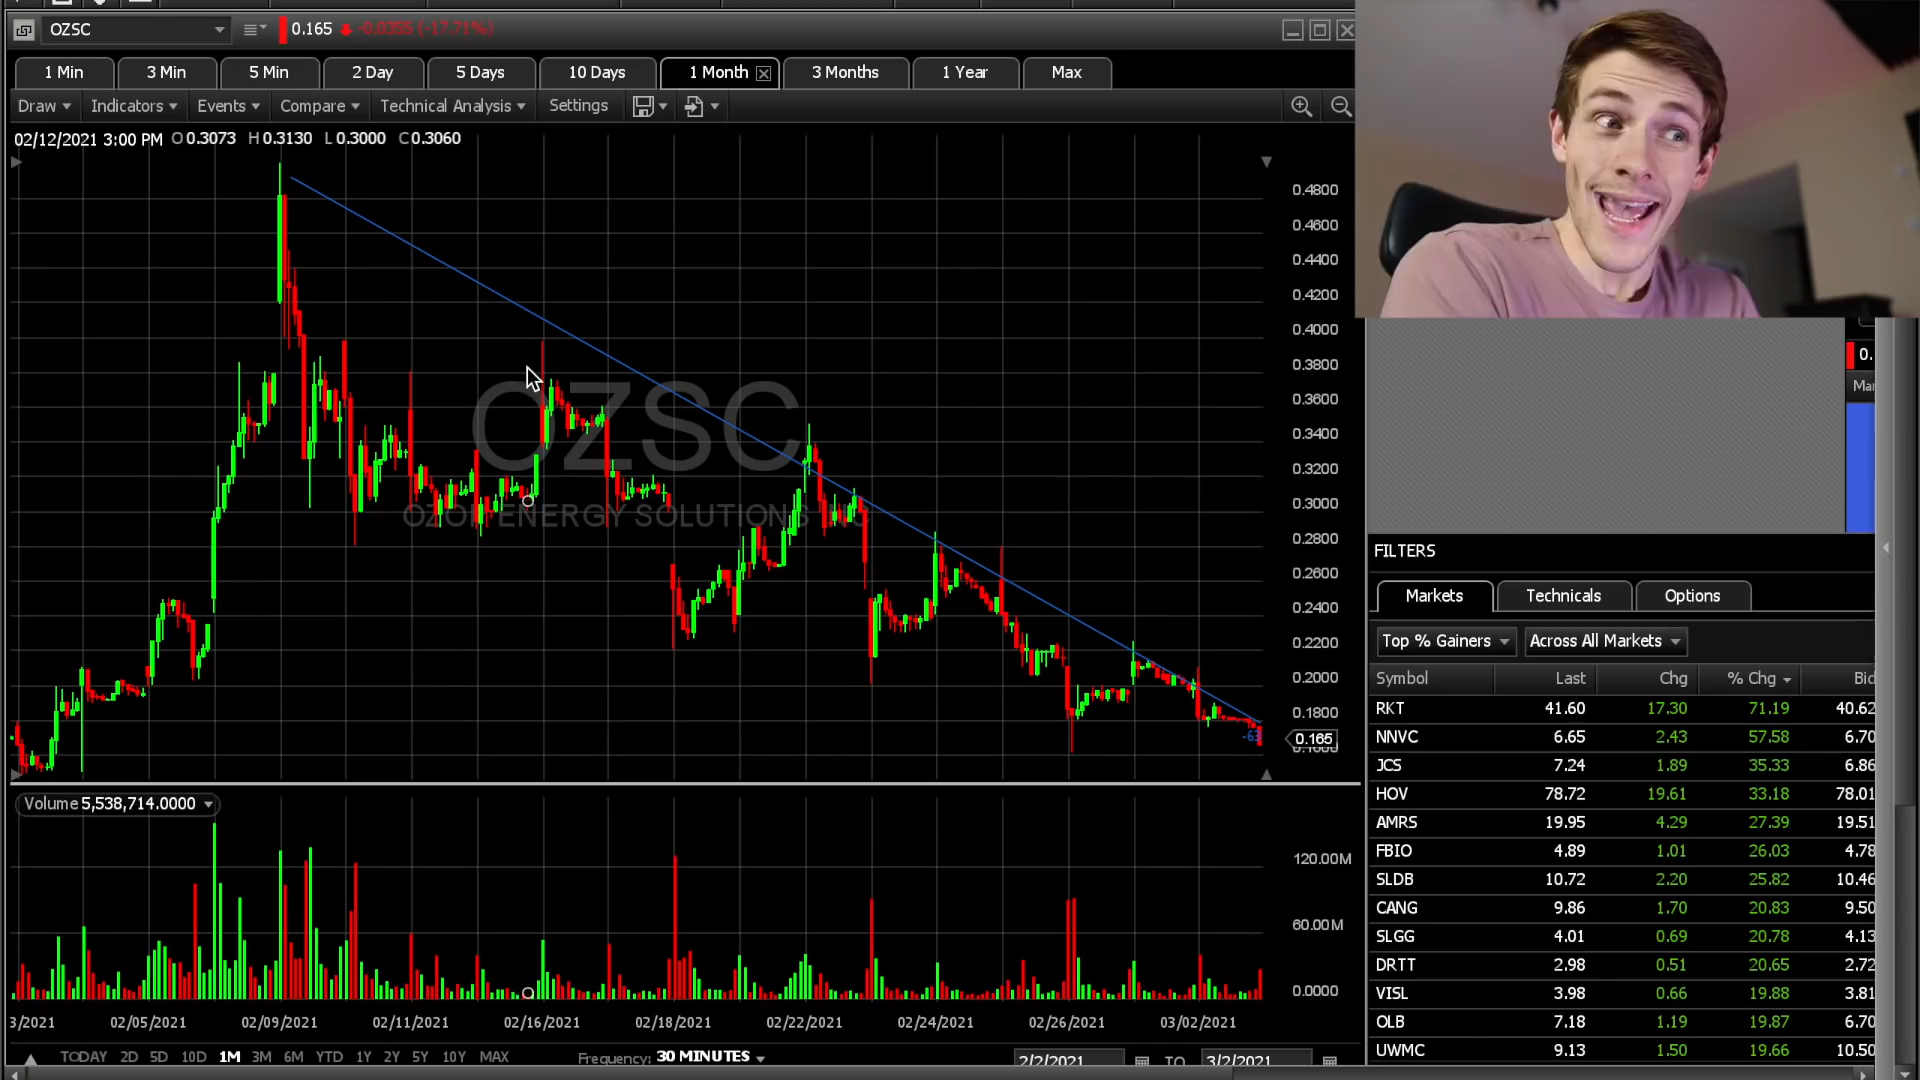 OZSC 0.165 -0.0355 (-17.71%)
1 Min 3 Min 5 Min 2 Day 5 Days 10 Days 1 Month 3 Months 1 Year Max
Draw Indicators Events Compare Technical Analysis Settings
02/12/2021 3:00 PM O 0.3073 H 0.3130 L 0.3000 C 0.3060
0.4800
0.4600
0.4400
0.4200
0.4000
0.3800
0.3600
0.3400
0.3200
0.3000
0.2800
0.2600
0.2400
0.2200
0.2000
0.1800
0.165
0.1600
OZSC
ENERGY SOLUTIONS
-63
Volume 5,538,714.0000
120.00M
60.00M
0.0000
3/2021 02/05/2021 02/09/2021 02/11/2021 02/16/2021 02/18/2021 02/22/2021 02/24/2021 02/26/2021 03/02/2021
TODAY 2D 5D 10D 1M 3M 6M YTD 1Y 2Y 5Y 10Y MAX Frequency: 30 MINUTES 2/2/2021 TO 3/2/2021
0.
Mar
FILTERS
Markets Technicals Options
Top % Gainers Across All Markets
Symbol Last Chg % Chg Bid
RKT 41.60 17.30 71.19 40.62
NNVC 6.65 2.43 57.58 6.70
JCS 7.24 1.89 35.33 6.86
HOV 78.72 19.61 33.18 78.01
AMRS 19.95 4.29 27.39 19.51
FBIO 4.89 1.01 26.03 4.78
SLDB 10.72 2.20 25.82 10.46
CANG 9.86 1.70 20.83 9.50
SLGG 4.01 0.69 20.78 4.13
DRTT 2.98 0.51 20.65 2.72
VISL 3.98 0.66 19.88 3.81
OLB 7.18 1.19 19.87 6.70
UWMC 9.13 1.50 19.66 10.50